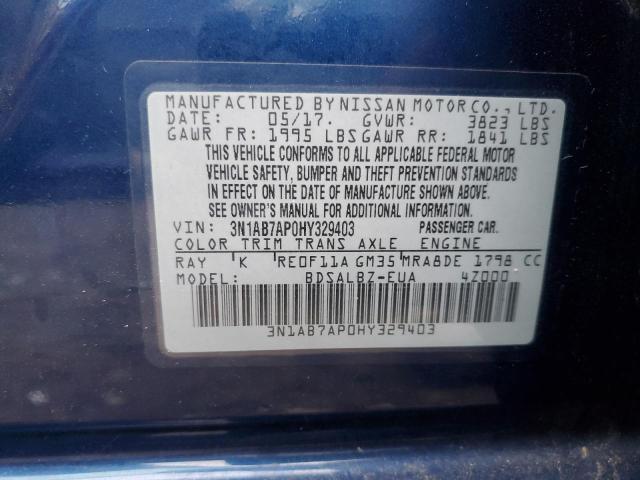 MANUFACTURED BY NISSAN MOTOR CO., LTD.
DATE: 05/17. GVWR: 3823 LBS
GAWR FR: 1995 LBS GAWR RR: 1841 LBS
THIS VEHICLE CONFORMS TO ALL APPLICABLE FEDERAL MOTOR
VEHICLE SAFETY, BUMPER AND THEFT PREVENTION STANDARDS
IN EFFECT ON THE DATE OF MANUFACTURE SHOWN ABOVE.
SEE OWNER'S MANUAL FOR ADDITIONAL INFORMATION.
VIN: 3N1AB7AP0HY329403 PASSENGER CAR.
COLOR TRIM TRANS AXLE ENGINE
RAY K RE0F11A GM35 MRA8DE 1798 CC
MODEL: BDSALBZ-EUA 4Z000
3N1AB7AP0HY329403